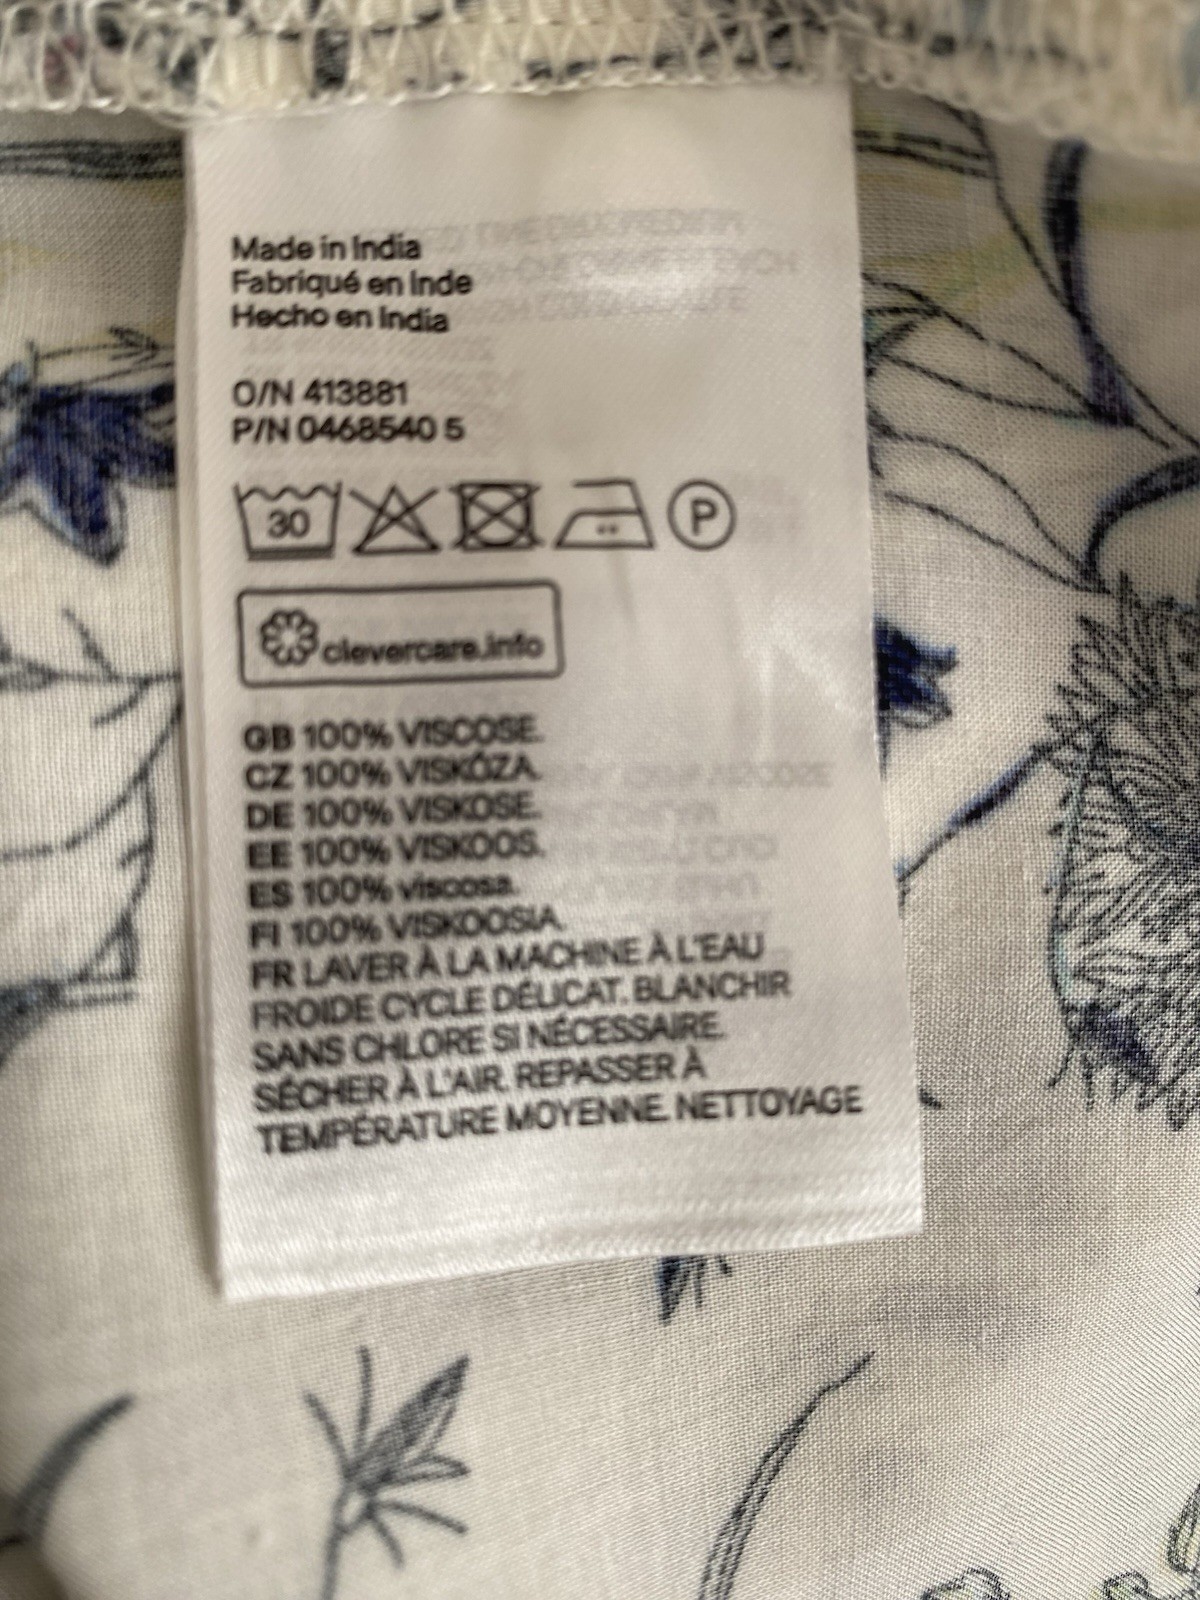 Made in India
Fabriqué en Inde
Hecho en India
O/N 413881
P/N 0468540 5
30 P
clevercare.info
GB 100% VISCOSE.
CZ 100% VISKÓZA.
DE 100% VISKOSE.
EE 100% VISKOOS.
ES 100% viscosa.
FI 100% VISKOOSIA.
FR LAVER À LA MACHINE À L'EAU
FROIDE CYCLE DÉLICAT. BLANCHIR
SANS CHLORE SI NÉCESSAIRE.
SÉCHER À L'AIR. REPASSER À
TEMPÉRATURE MOYENNE. NETTOYAGE